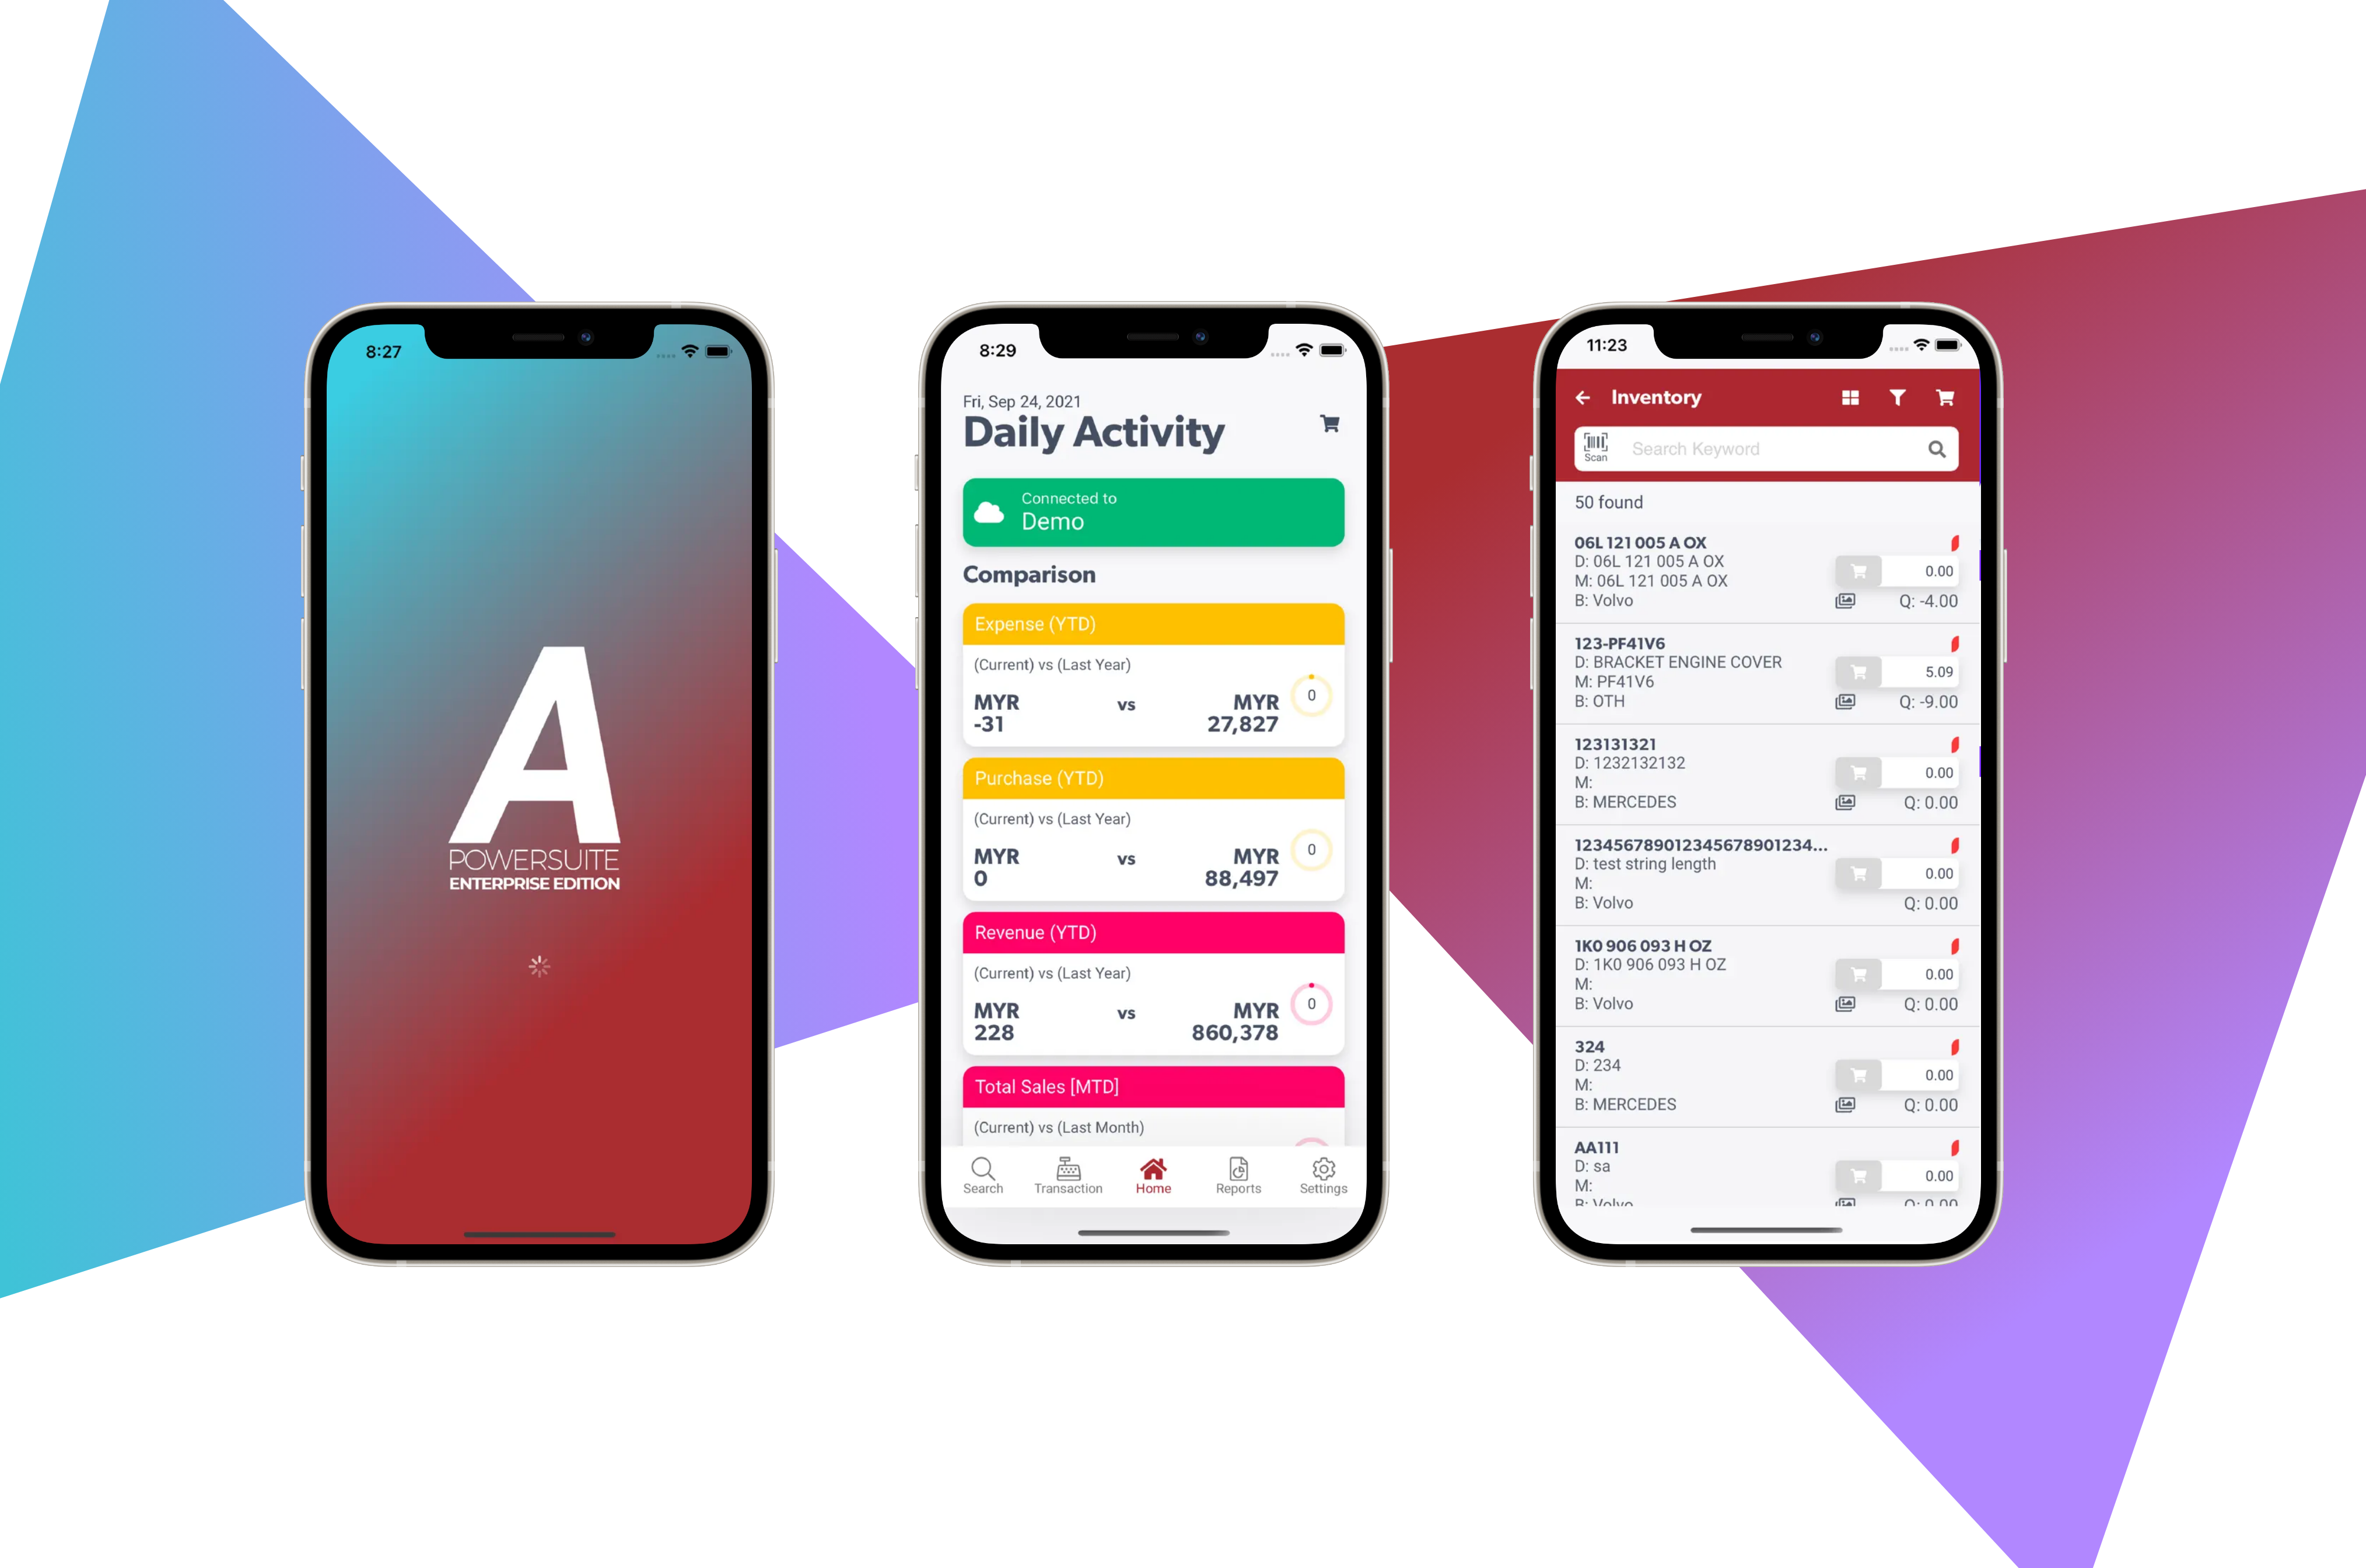 8:27
A
POWERSUITE
ENTERPRISE EDITION
8:29
Fri, Sep 24, 2021
Daily Activity
Connected to
Demo
Comparison
Expense (YTD)
(Current) vs (Last Year)
MYR vs MYR
-31 27,827
0
Purchase (YTD)
(Current) vs (Last Year)
MYR vs MYR
0 88,497
0
Revenue (YTD)
(Current) vs (Last Year)
MYR vs MYR
228 860,378
0
Total Sales [MTD]
(Current) vs (Last Month)
Search Transaction Home Reports Settings
11:23
Inventory
Scan Search Keyword
50 found
06L 121 005 A OX
D: 06L 121 005 A OX
0.00
M: 06L 121 005 A OX
B: Volvo Q: -4.00
123-PF41V6
D: BRACKET ENGINE COVER
5.09
M: PF41V6
B: OTH Q: -9.00
123131321
D: 1232132132
0.00
M:
B: MERCEDES Q: 0.00
123456789012345678901234...
D: test string length
0.00
M:
B: Volvo Q: 0.00
1K0 906 093 H OZ
D: 1K0 906 093 H OZ
0.00
M:
B: Volvo Q: 0.00
324
D: 234
0.00
M:
B: MERCEDES Q: 0.00
AA111
D: sa
0.00
M:
B: Volvo Q: 0.00